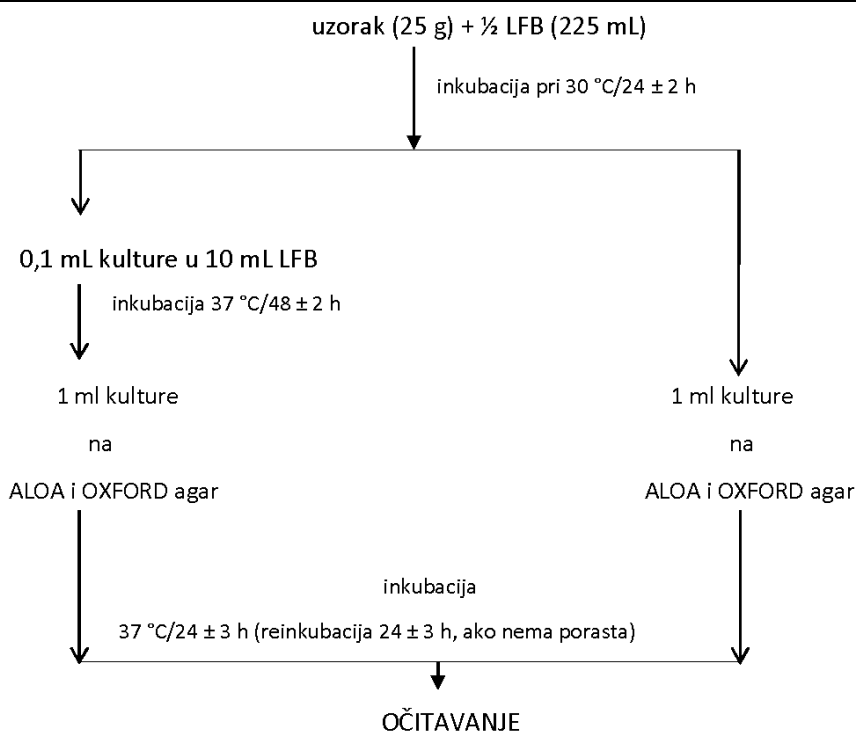 uzorak (25 g) + ½ LFB (225 mL)
inkubacija pri 30 °C/24 ± 2 h
0,1 mL kulture u 10 mL LFB
inkubacija 37 °C/48 ± 2 h
1 ml kulture
na
ALOA i OXFORD agar
1 ml kulture
na
ALOA i OXFORD agar
inkubacija
37 °C/24 ± 3 h (reinkubacija 24 ± 3 h, ako nema porasta)
OČITAVANJE